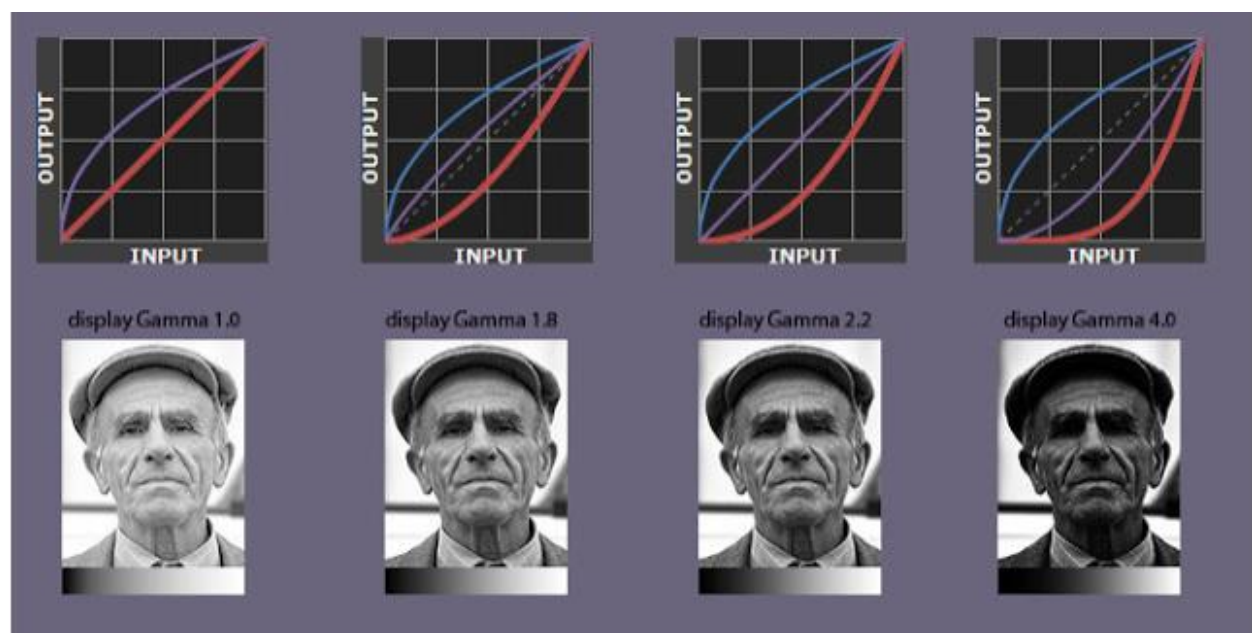 OUTPUT
INPUT
OUTPUT
INPUT
OUTPUT
INPUT
OUTPUT
INPUT
display Gamma 1.0
display Gamma 1.8
display Gamma 2.2
display Gamma 4.0